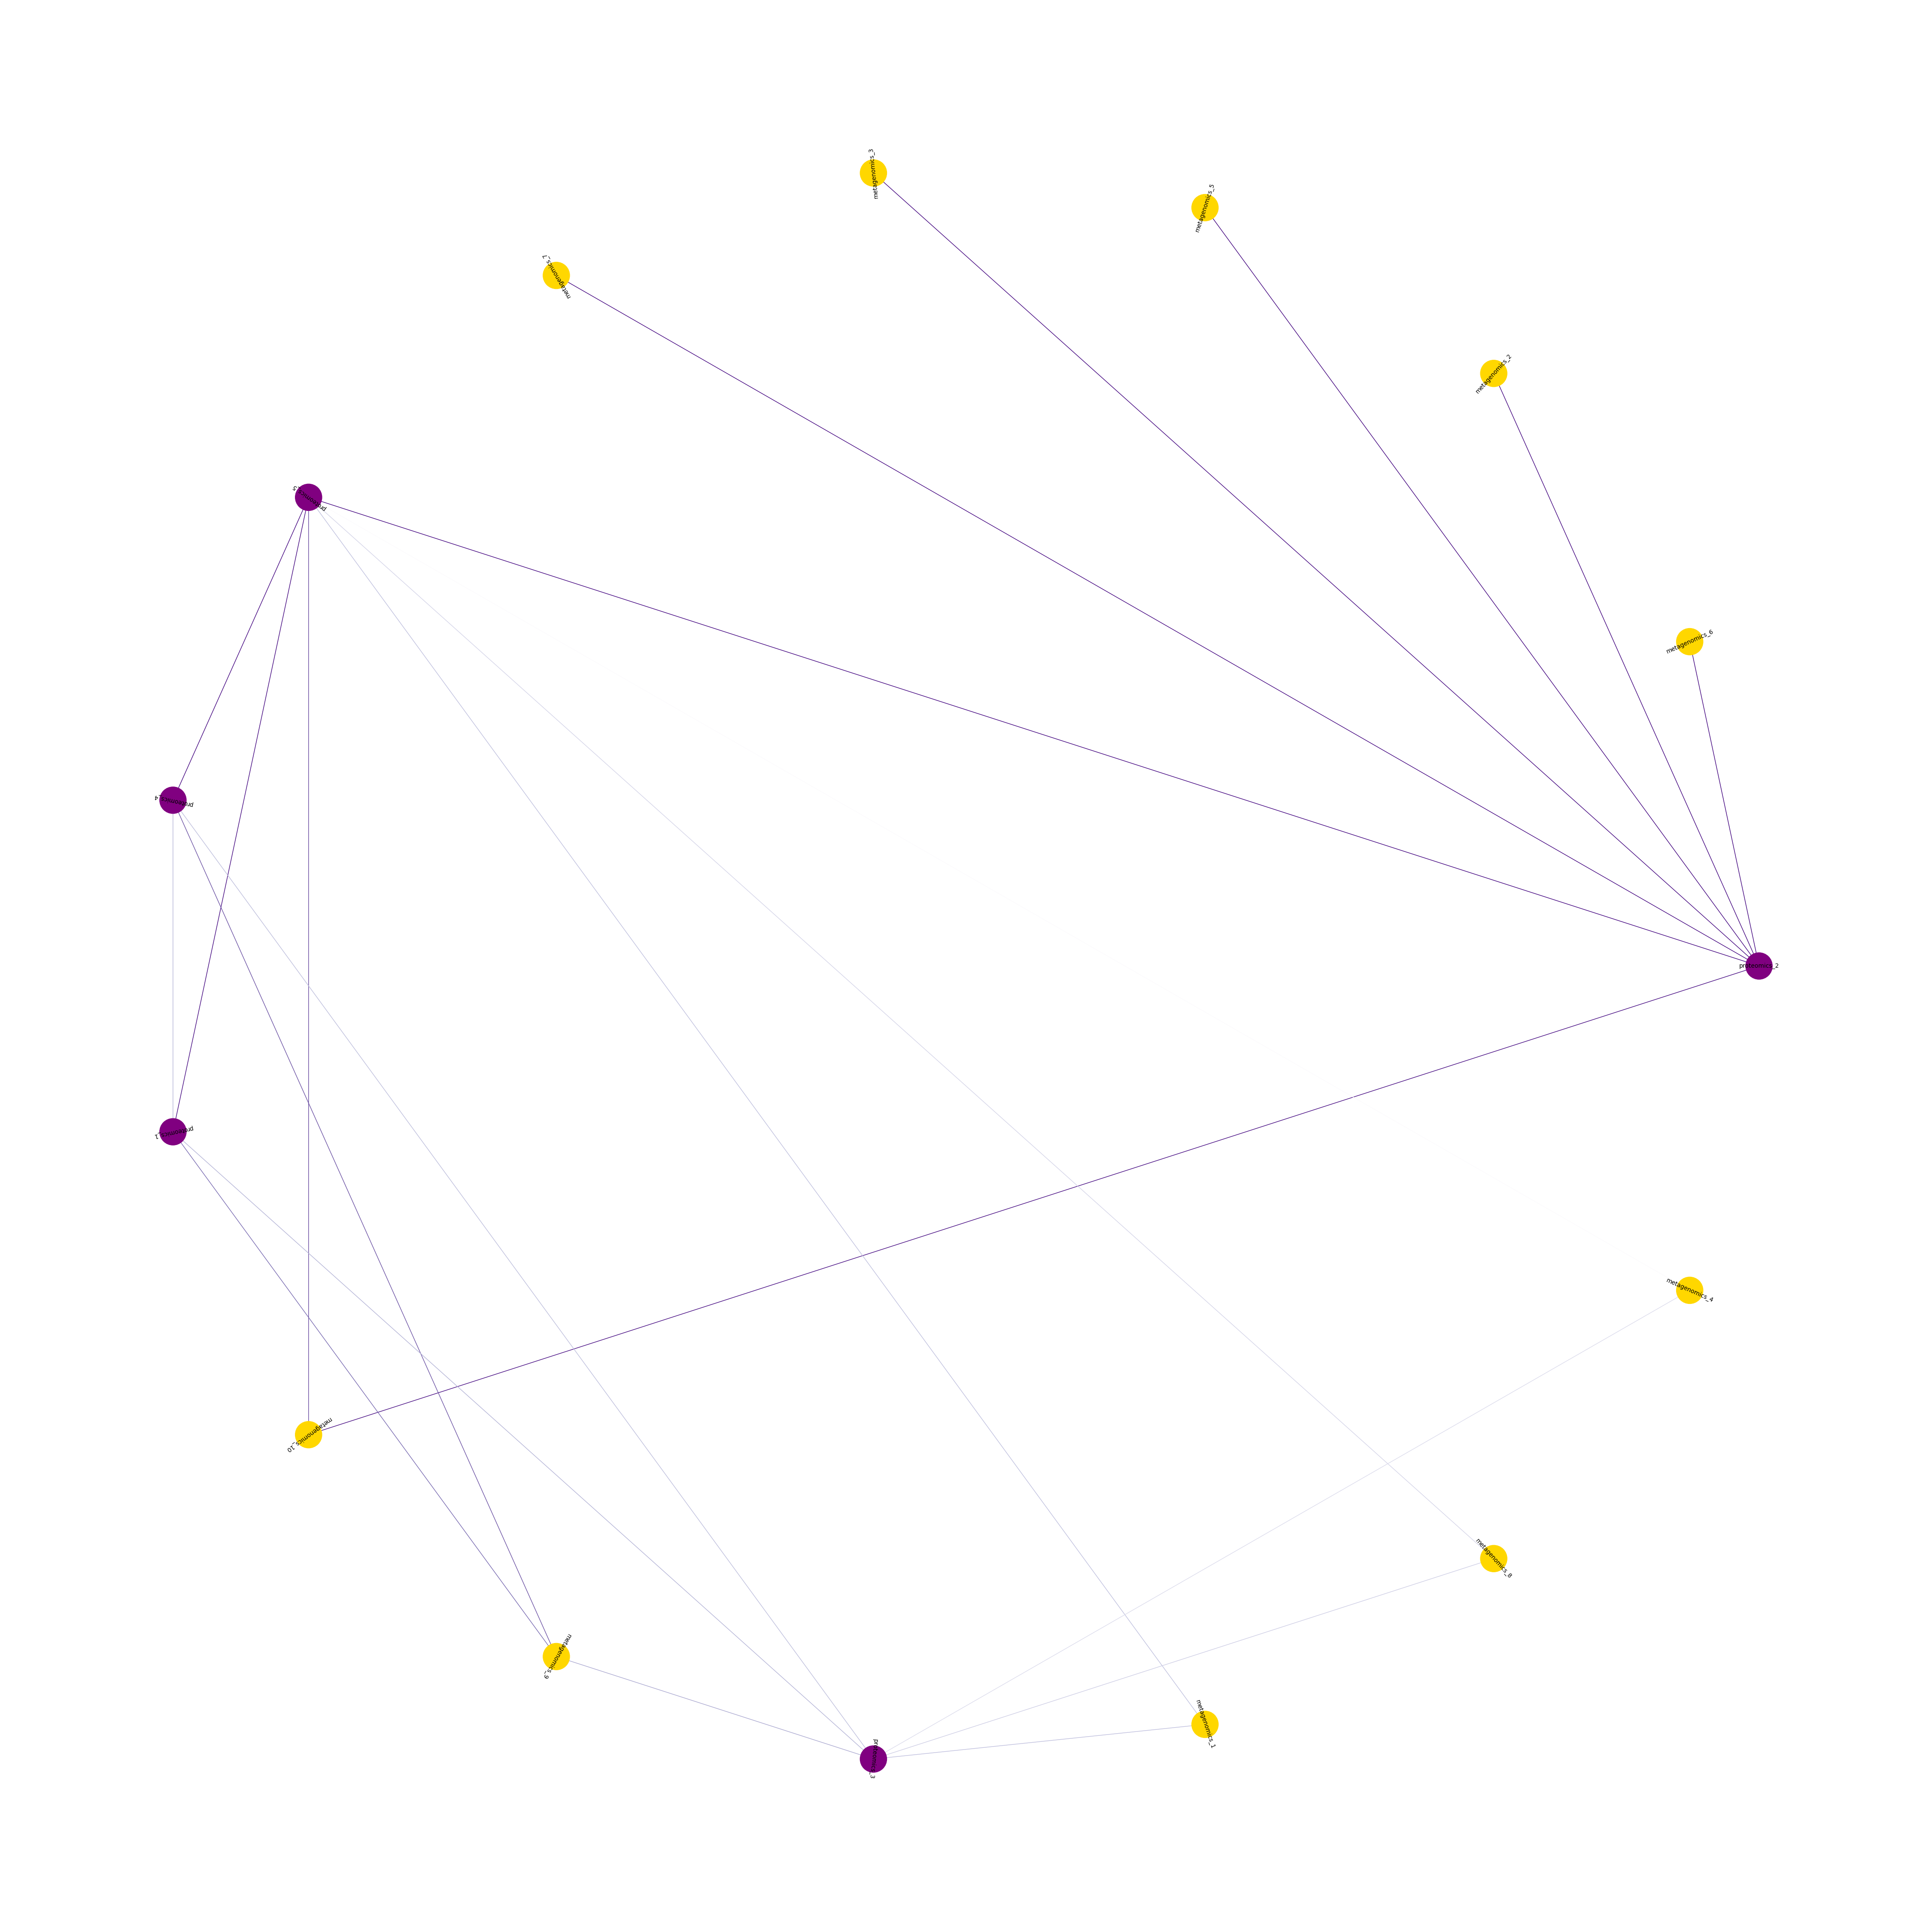 metagenomics_3
metagenomics_5
metagenomics_7
metagenomics_2
proteomics_5
metagenomics_6
proteomics_4
proteomics_2
proteomics_1
metagenomics_4
metagenomics_10
metagenomics_8
metagenomics_9
metagenomics_1
proteomics_3